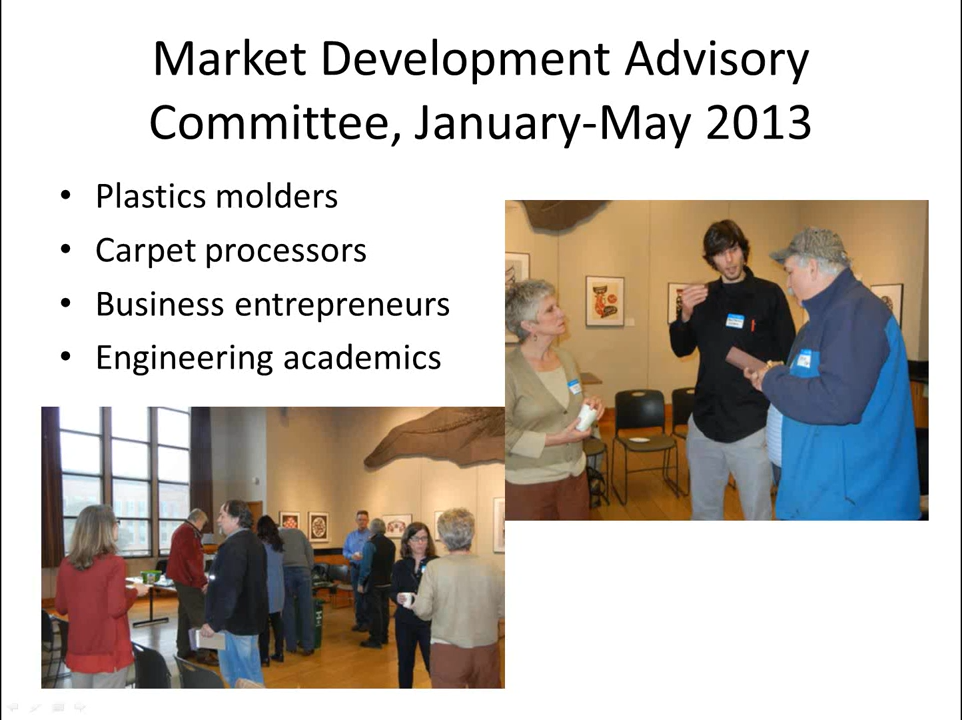 Market Development Advisory
Committee, January-May 2013
• Plastics molders
• Carpet processors
• Business entrepreneurs
• Engineering academics